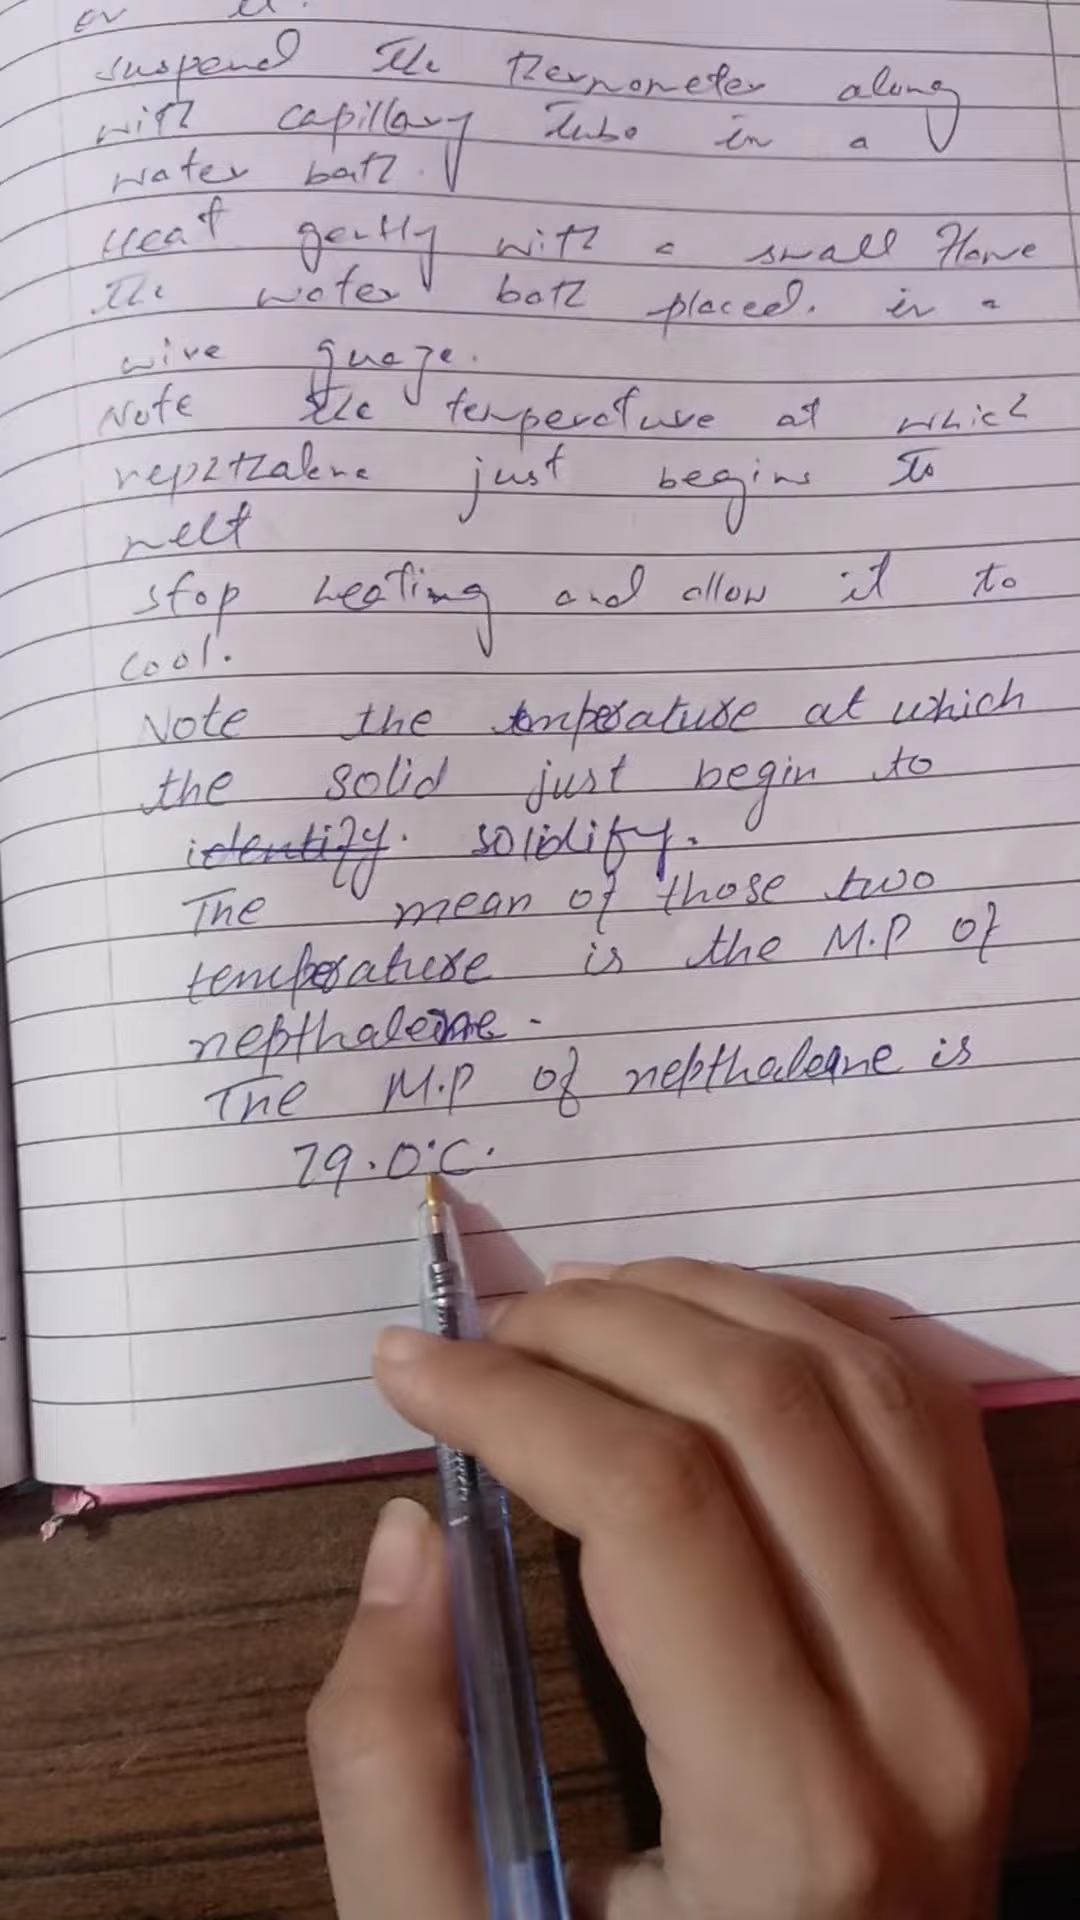 suspend the thermometer along
with capillary tube in a
water bath.
Heat gently with a small flame
the water bath placed. in a
wire guaze.
Note the temperature at which
nephthalene just begins to
melt
stop heating and allow it to
cool.
Note the temperature at which
the solid just begin to
identify. solidify.
The mean of those two
temperature is the M.P of
nepthalene.
The M.P of nepthalene is
79.0°C.